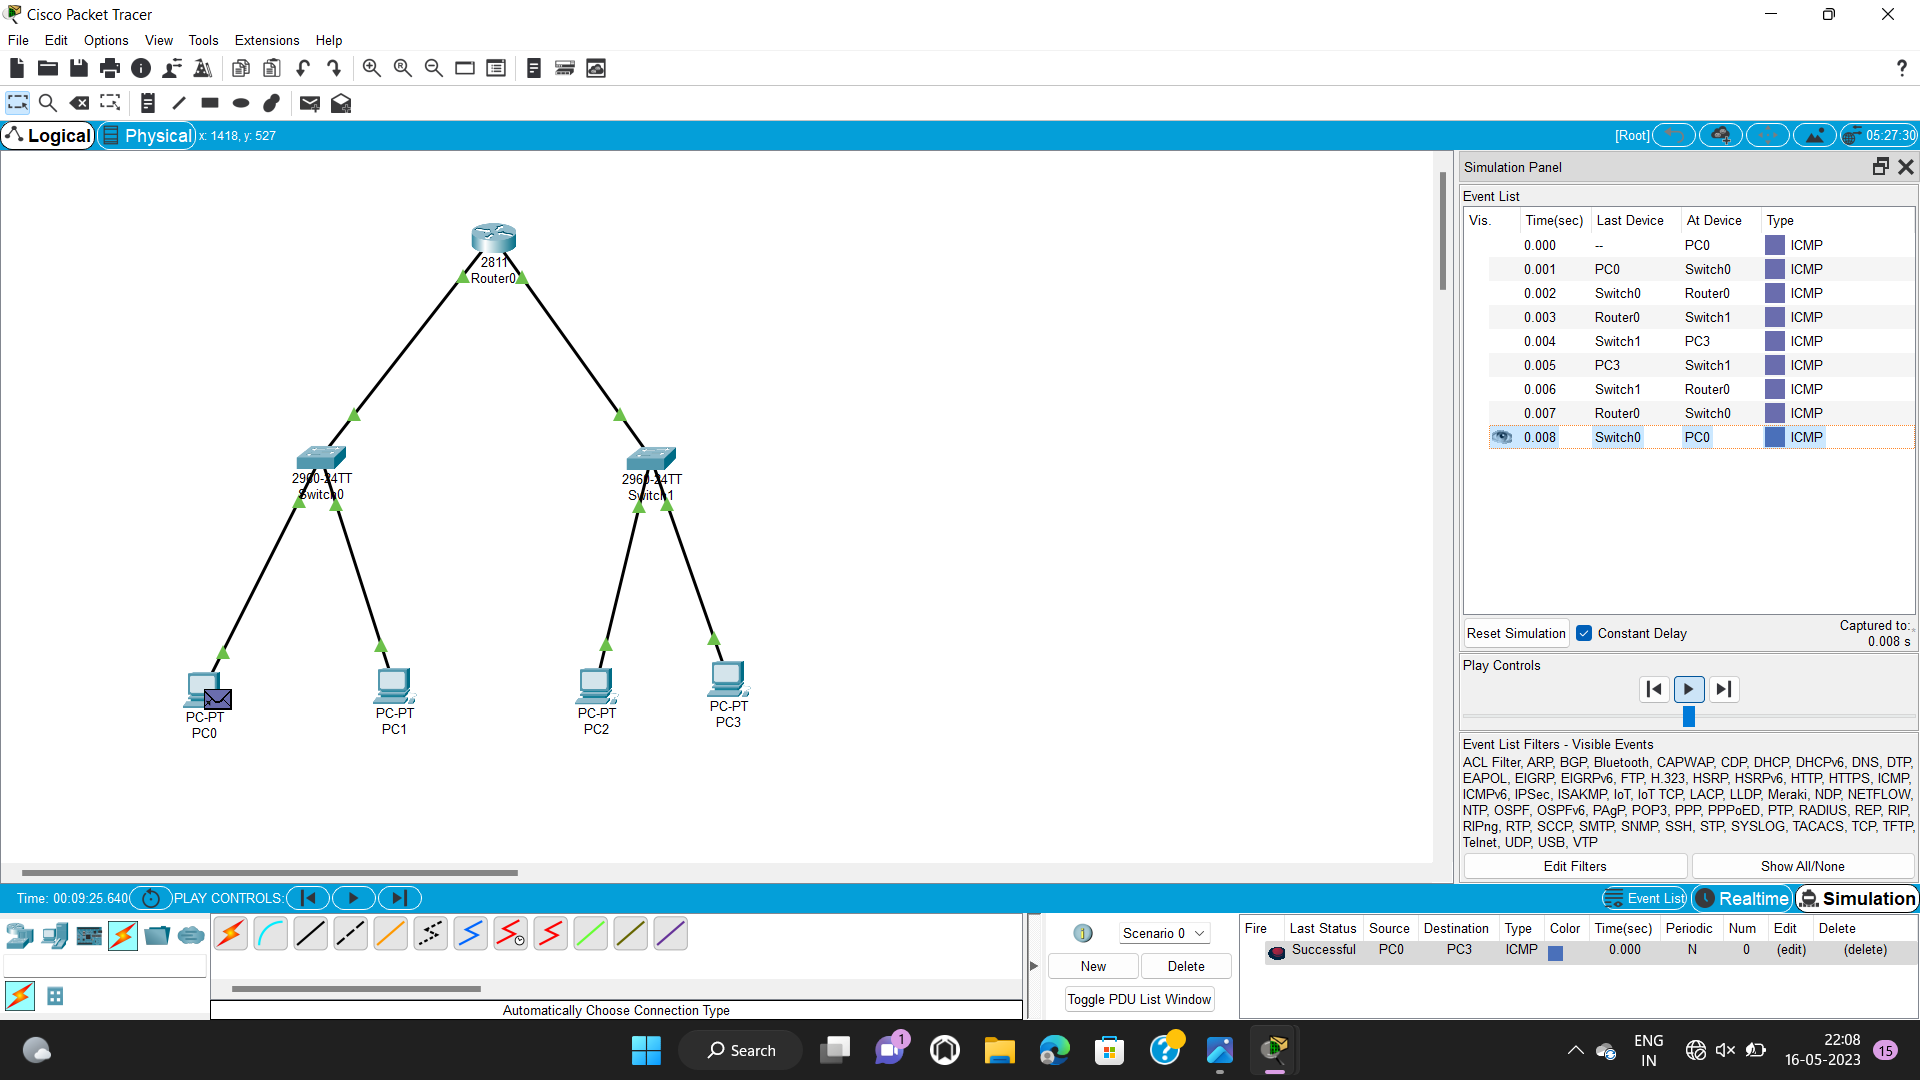 Cisco Packet Tracer
File Edit Options View Tools Extensions Help
Logical Physical x: 1418, y: 527 [Root] 05:27:30
2811
Router0
2960-24TT
Switch0
2960-24TT
Switch1
PC-PT
PC0
PC-PT
PC1
PC-PT
PC2
PC-PT
PC3
Simulation Panel
Event List
Vis. Time(sec) Last Device At Device Type
0.000 -- PC0 ICMP
0.001 PC0 Switch0 ICMP
0.002 Switch0 Router0 ICMP
0.003 Router0 Switch1 ICMP
0.004 Switch1 PC3 ICMP
0.005 PC3 Switch1 ICMP
0.006 Switch1 Router0 ICMP
0.007 Router0 Switch0 ICMP
0.008 Switch0 PC0 ICMP
Reset Simulation Constant Delay Captured to:
0.008 s
Play Controls
Event List Filters - Visible Events
ACL Filter, ARP, BGP, Bluetooth, CAPWAP, CDP, DHCP, DHCPv6, DNS, DTP,
EAPOL, EIGRP, EIGRPv6, FTP, H.323, HSRP, HSRPv6, HTTP, HTTPS, ICMP,
ICMPv6, IPSec, ISAKMP, IoT, IoT TCP, LACP, LLDP, Meraki, NDP, NETFLOW,
NTP, OSPF, OSPFv6, PAgP, POP3, PPP, PPPoED, PTP, RADIUS, REP, RIP,
RIPng, RTP, SCCP, SMTP, SNMP, SSH, STP, SYSLOG, TACACS, TCP, TFTP,
Telnet, UDP, USB, VTP
Edit Filters Show All/None
Time: 00:09:25.640 PLAY CONTROLS: Event List Realtime Simulation
Automatically Choose Connection Type
Scenario 0
New Delete
Toggle PDU List Window
Fire Last Status Source Destination Type Color Time(sec) Periodic Num Edit Delete
Successful PC0 PC3 ICMP 0.000 N 0 (edit) (delete)
Search 1
ENG
IN
22:08
16-05-2023
15